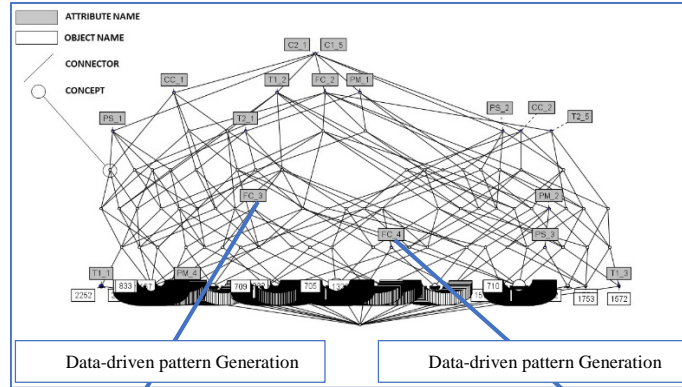 ATTRIBUTE NAME
OBJECT NAME
CONNECTOR
CONCEPT
C2_1 C1_5
CC_1 T1_2 FC_2 PM_1
PS_1 T2_1 PS_2 CC_2 T2_5
FC_3 PM_2
FC_4 PS_3
T1_1 PM_4 T1_3
833 709 705 710
2252 1753 1572
Data-driven pattern Generation Data-driven pattern Generation